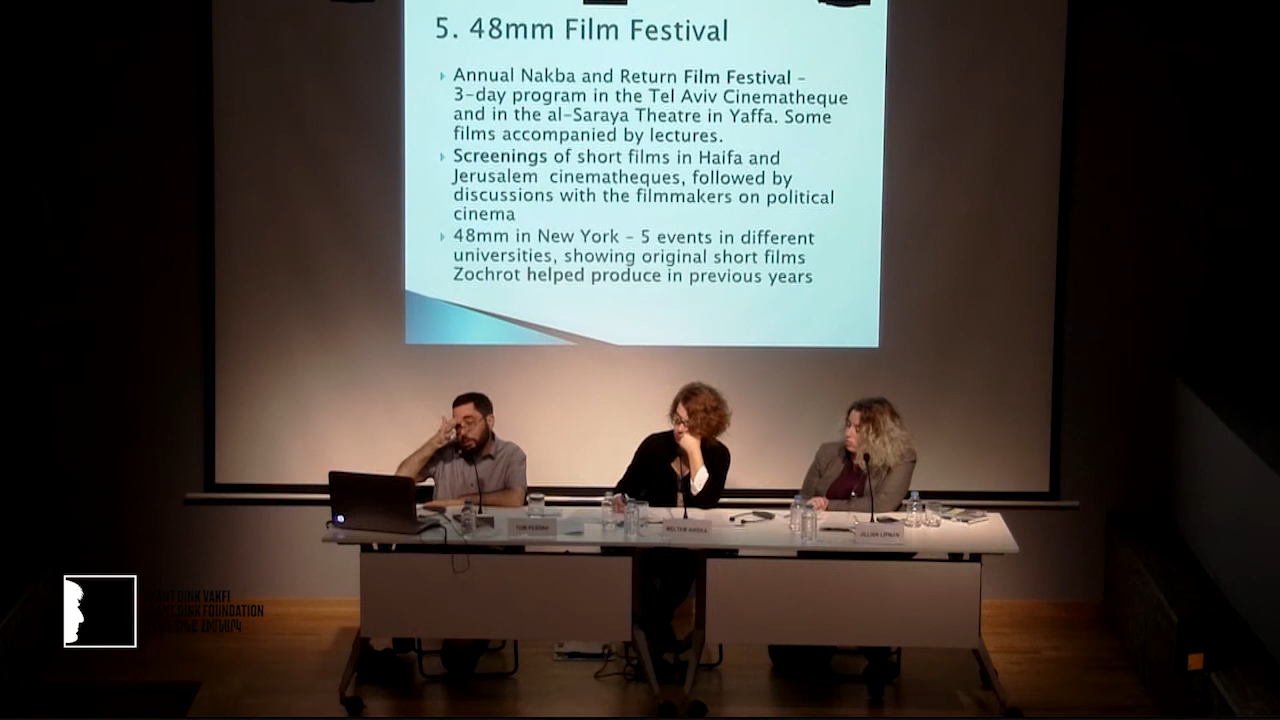 5. 48mm Film Festival
Annual Nakba and Return Film Festival –
3-day program in the Tel Aviv Cinematheque
and in the al-Saraya Theatre in Yaffa. Some
films accompanied by lectures.
Screenings of short films in Haifa and
Jerusalem cinematheques, followed by
discussions with the filmmakers on political
cinema
48mm in New York – 5 events in different
universities, showing original short films
Zochrot helped produce in previous years
DINK VAKFI
DINK FOUNDATION